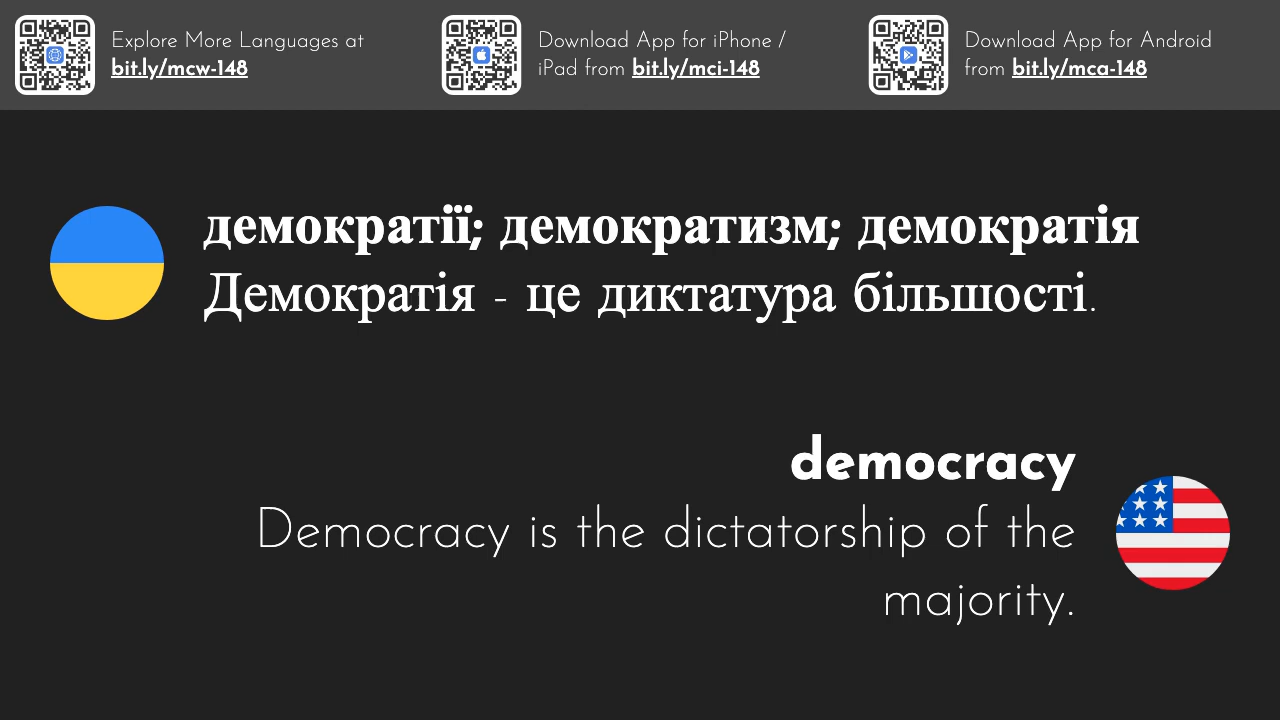 Explore More Languages at
bit.ly/mcw-148
Download App for iPhone /
iPad from bit.ly/mci-148
Download App for Android
from bit.ly/mca-148
демократії; демократизм; демократія
Демократія - це диктатура більшості.
democracy
Democracy is the dictatorship of the
majority.